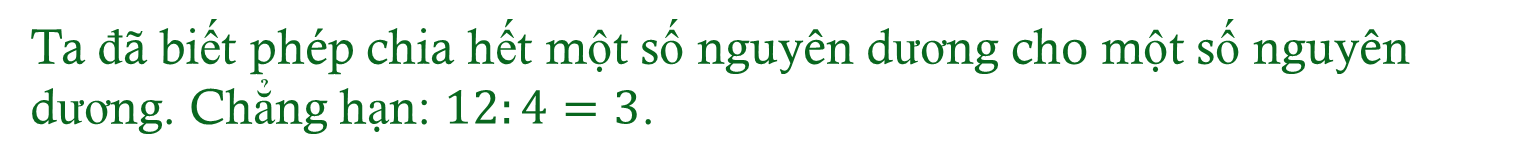 Ta đã biết phép chia hết một số nguyên dương cho một số nguyên
dương. Chẳng hạn: 12: 4 = 3.